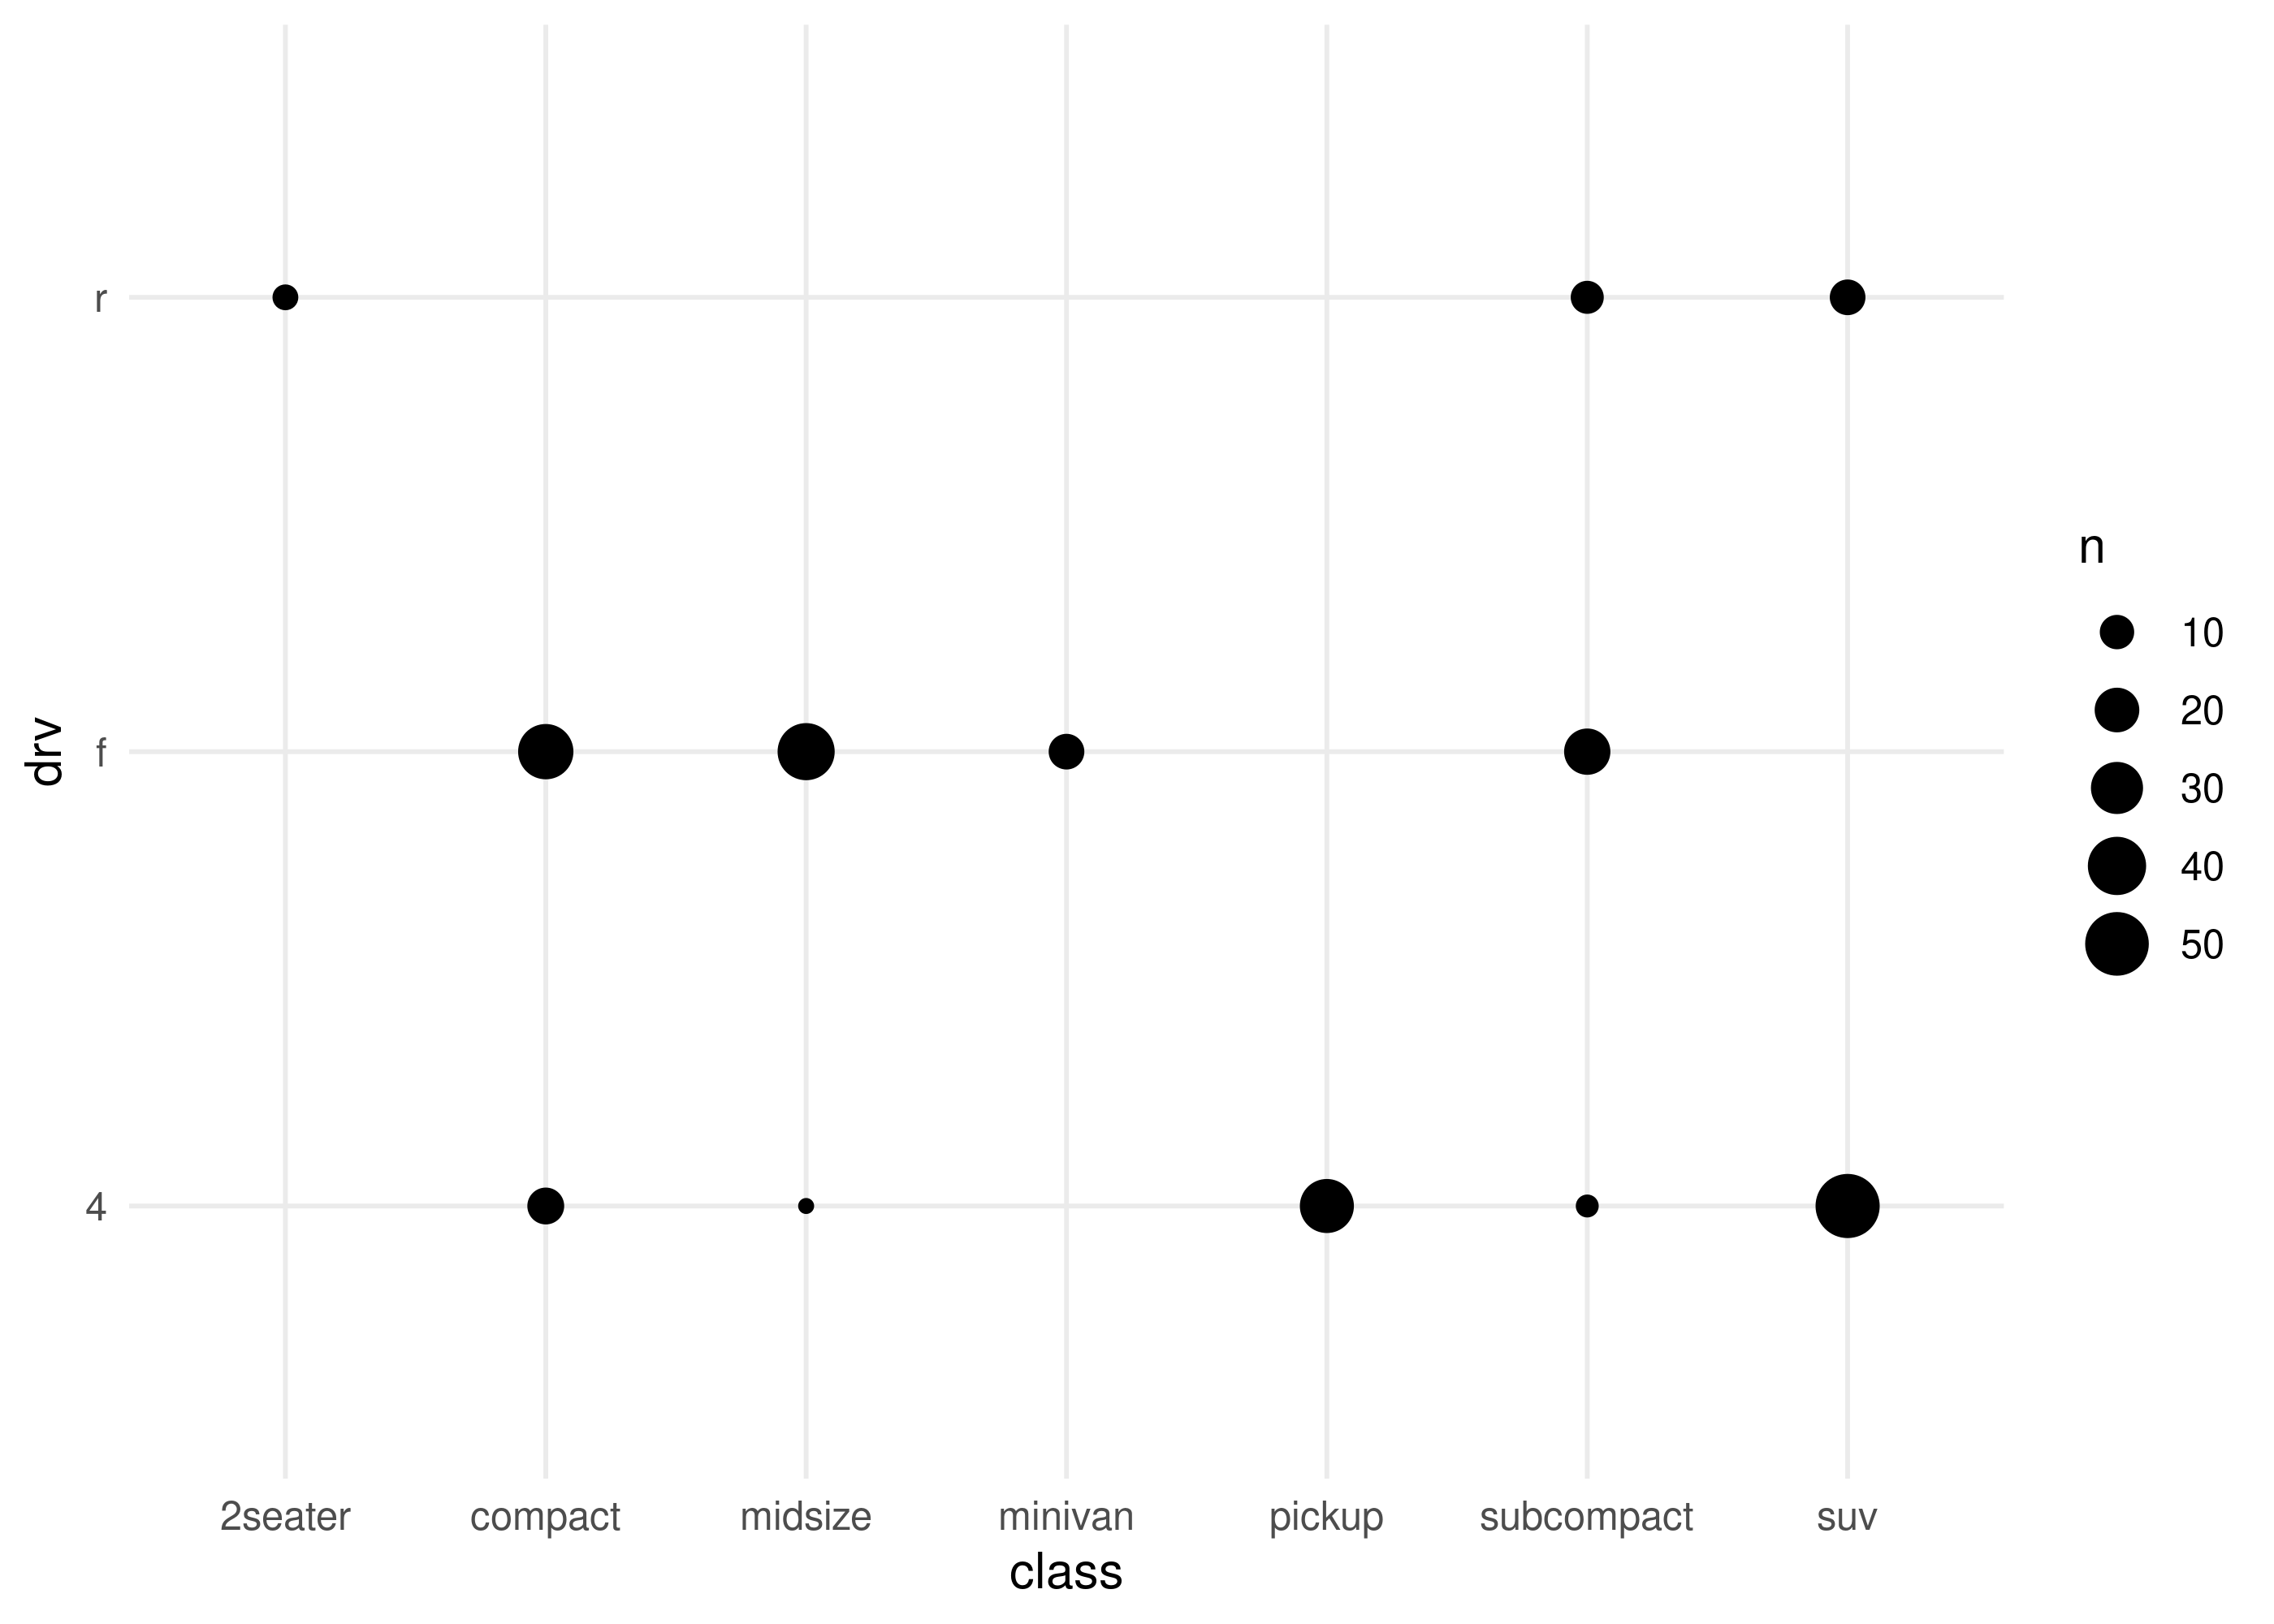 r
f
4
drv
2seater compact midsize minivan pickup subcompact suv
class
n
10
20
30
40
50